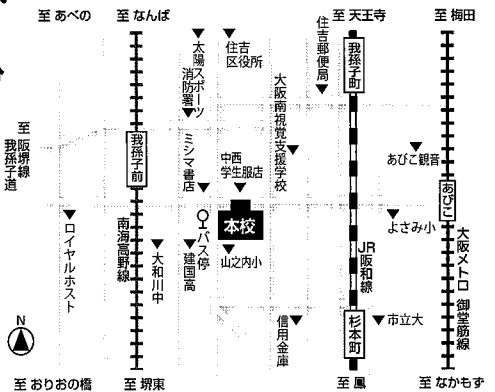 至 あべの
至 なんば
至 天王寺
至 梅田
太陽スポーツ
消防署
住吉
区役所
住吉郵便局
我孫子町
大阪南視覚
支援学校
至 阪堺線
我孫子道
我孫子前
ミシマ書店
中西
学生服店
あびこ観音
あびこ
ロイヤルホスト
南海高野線
大和川中
バス停
建国高
本校
山之内小
JR阪和線
よさみ小
大阪メトロ 御堂筋線
信用金庫
杉本町
市立大
N
至 おりおの橋
至 堺東
至 鳳
至 なかもず